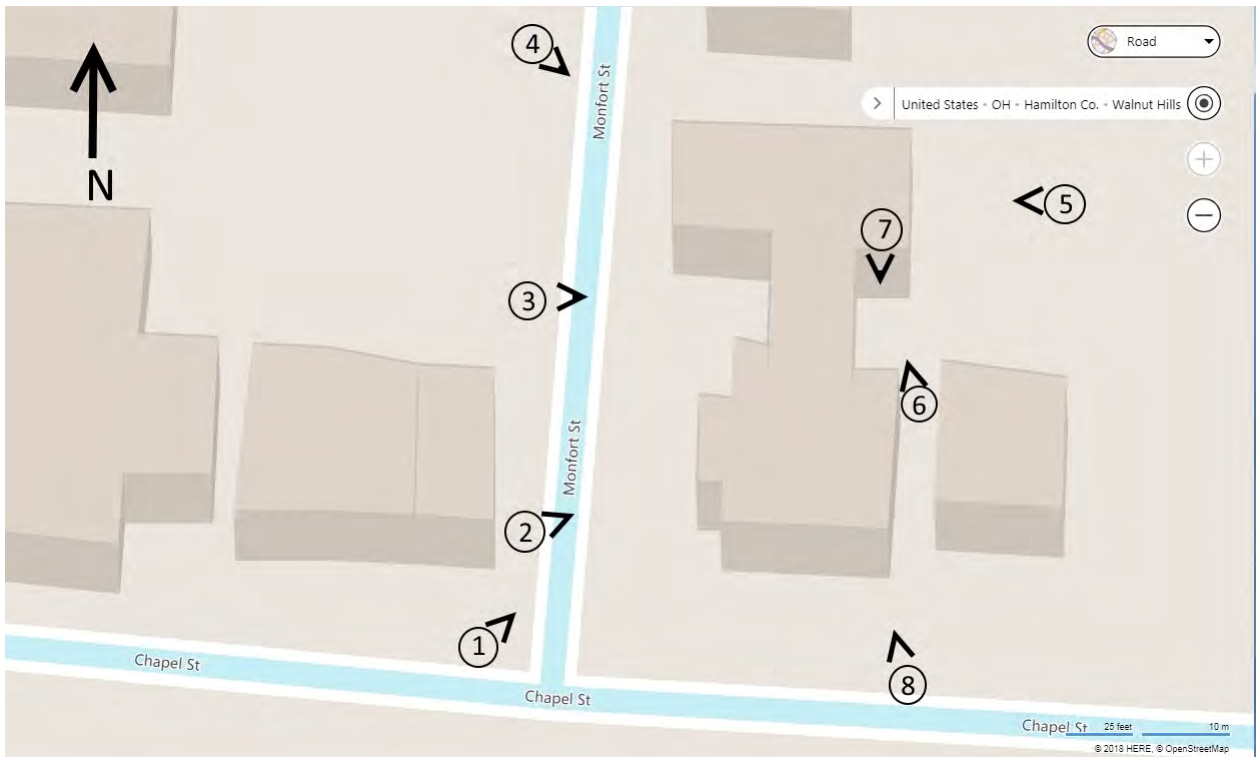 4
Monfort St
Road
United States · OH · Hamilton Co. · Walnut Hills
N
5
7
3
6
Monfort St
2
1
Chapel St
Chapel St
8
Chapel St
25 feet
10 m
© 2018 HERE, © OpenStreetMap